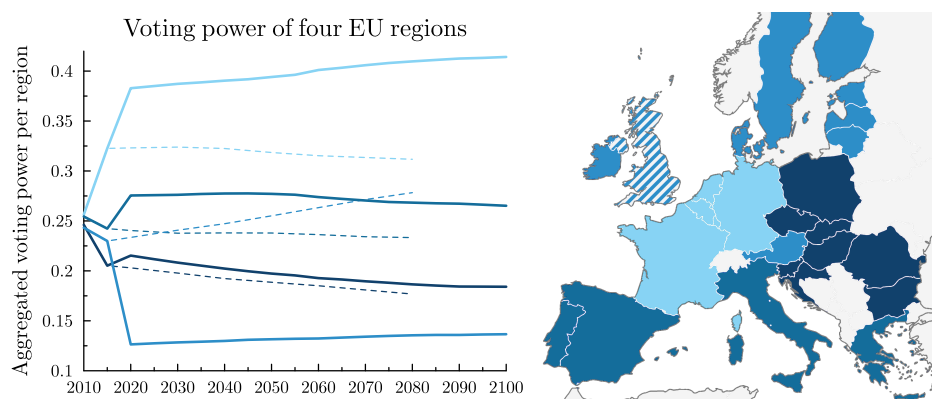 Voting power of four EU regions
Aggregated voting power per region
0.4
0.35
0.3
0.25
0.2
0.15
0.1
2010 2020 2030 2040 2050 2060 2070 2080 2090 2100